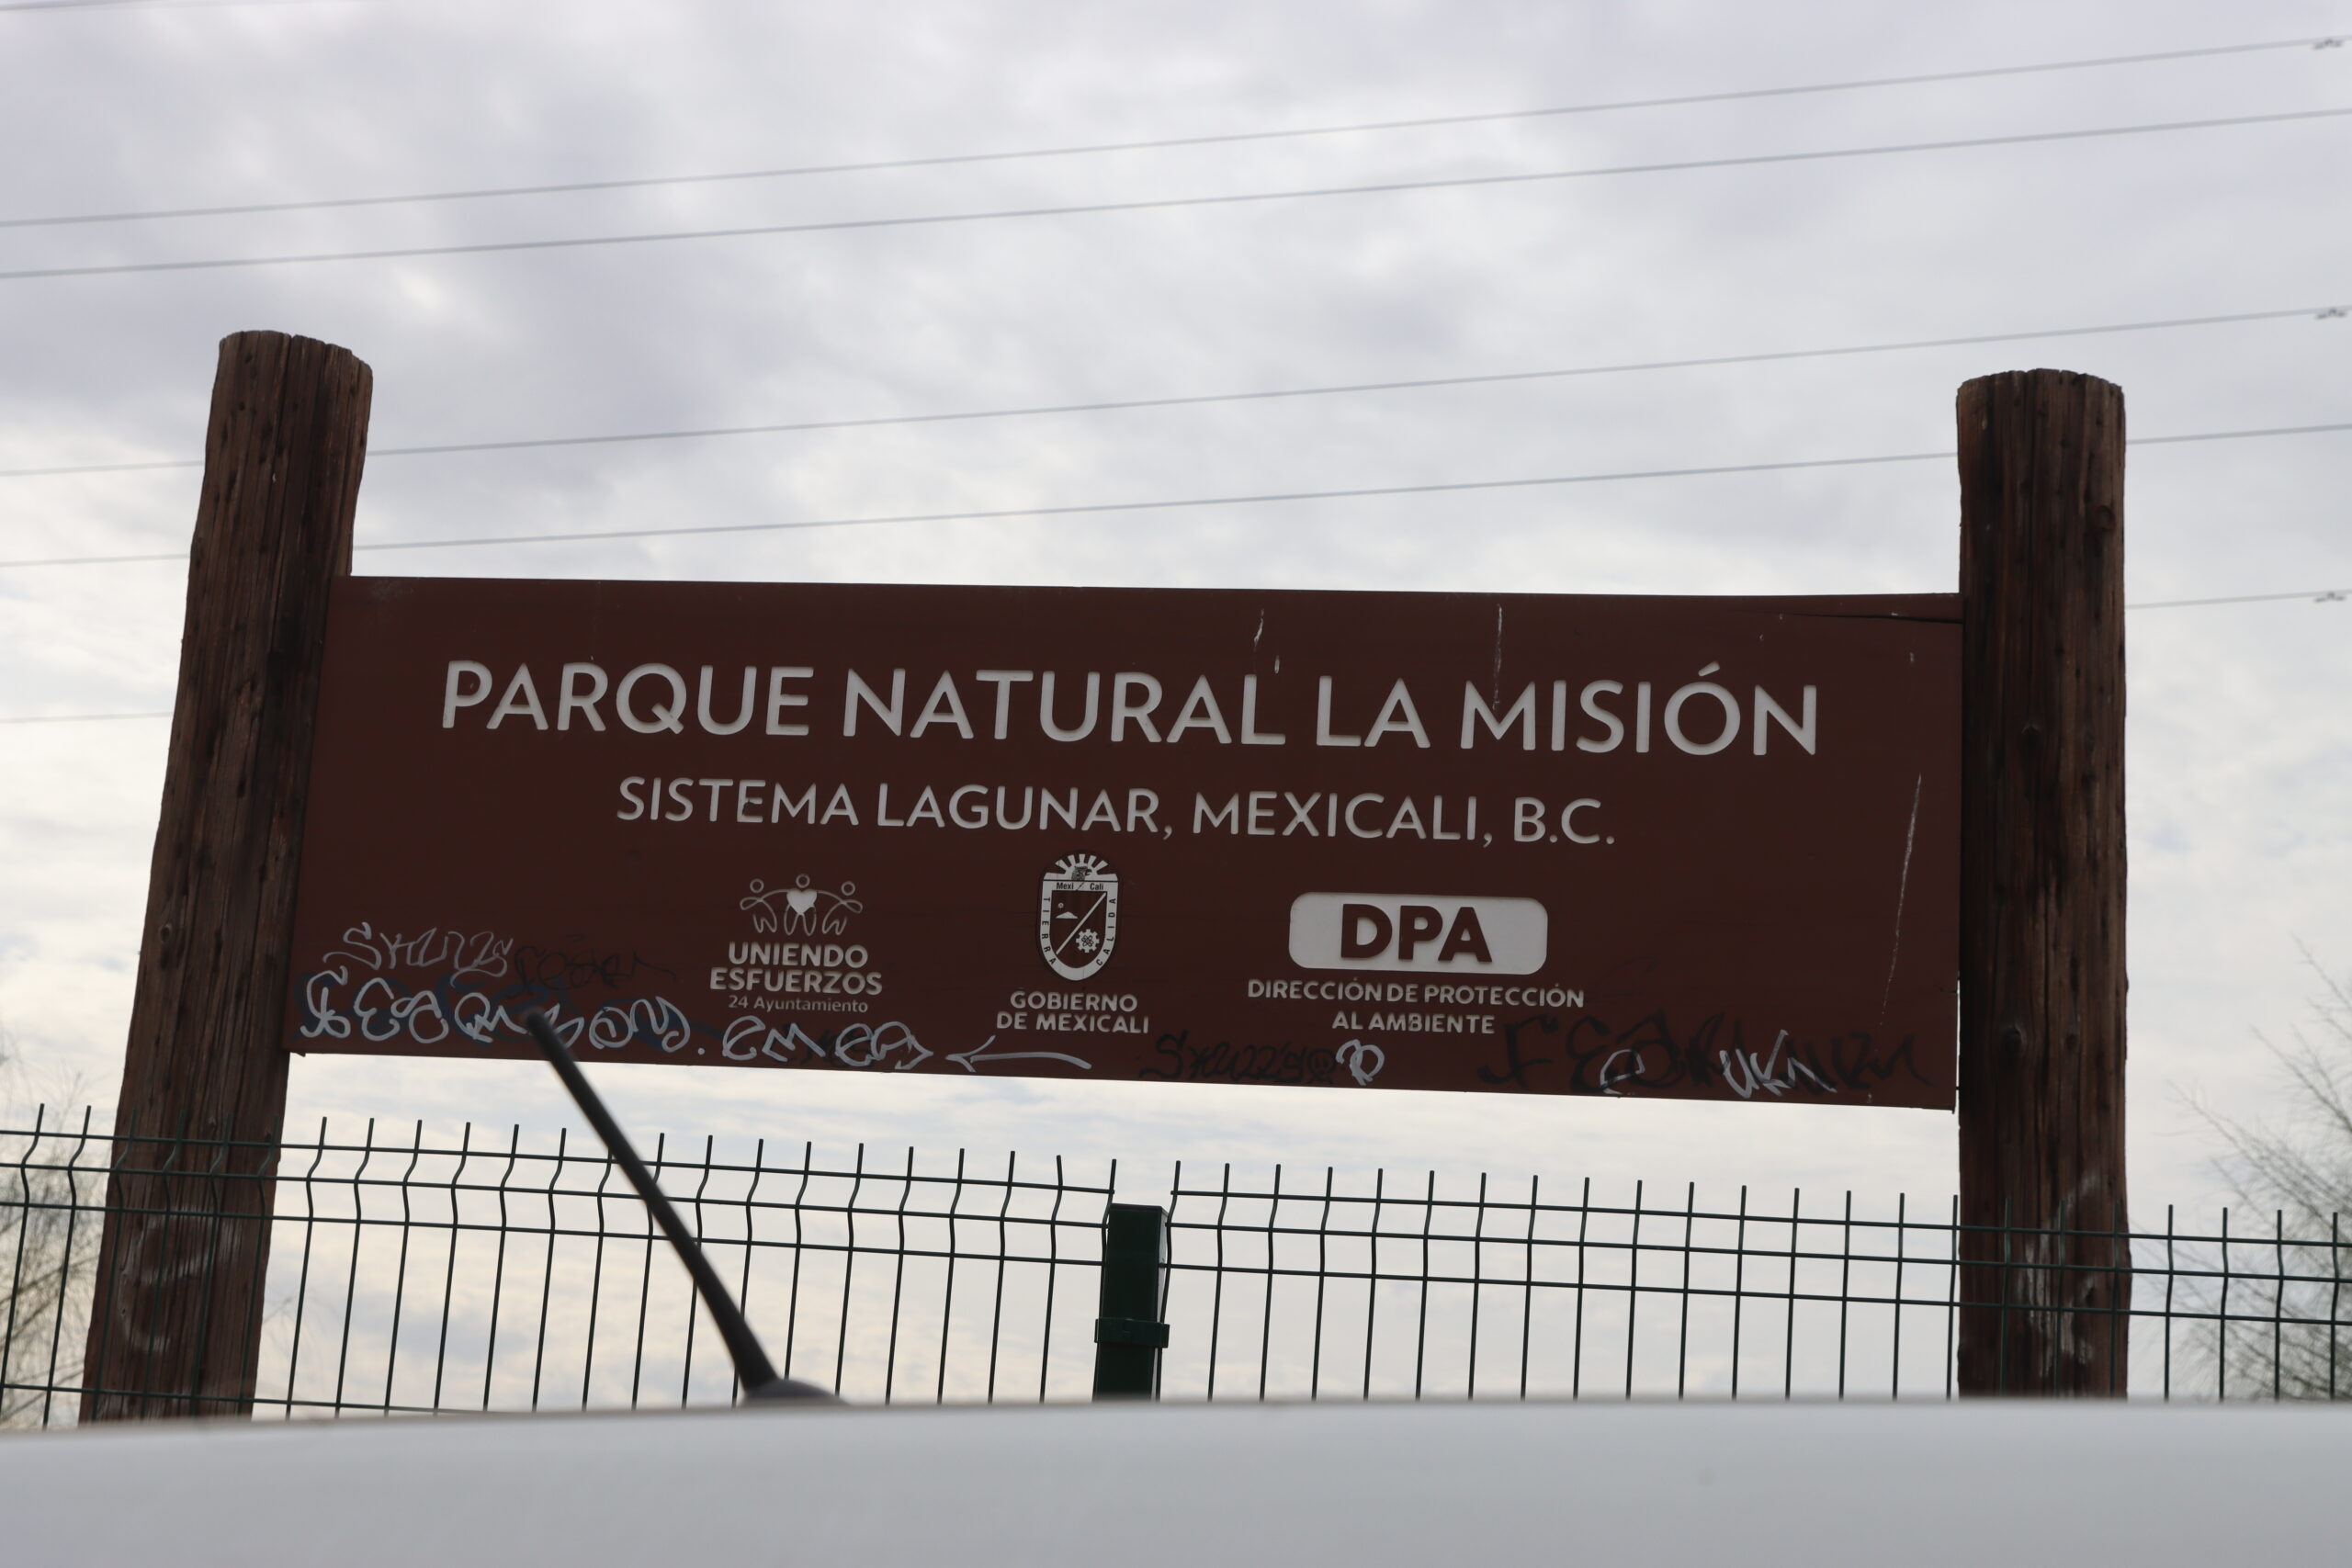 PARQUE NATURAL LA MISIÓN
SISTEMA LAGUNAR, MEXICALI, B.C.
UNIENDO
ESFUERZOS
24 Ayuntamiento
Mexi Cali
TIERRA
CALIDA
GOBIERNO
DE MEXICALI
DPA
DIRECCIÓN DE PROTECCIÓN
AL AMBIENTE